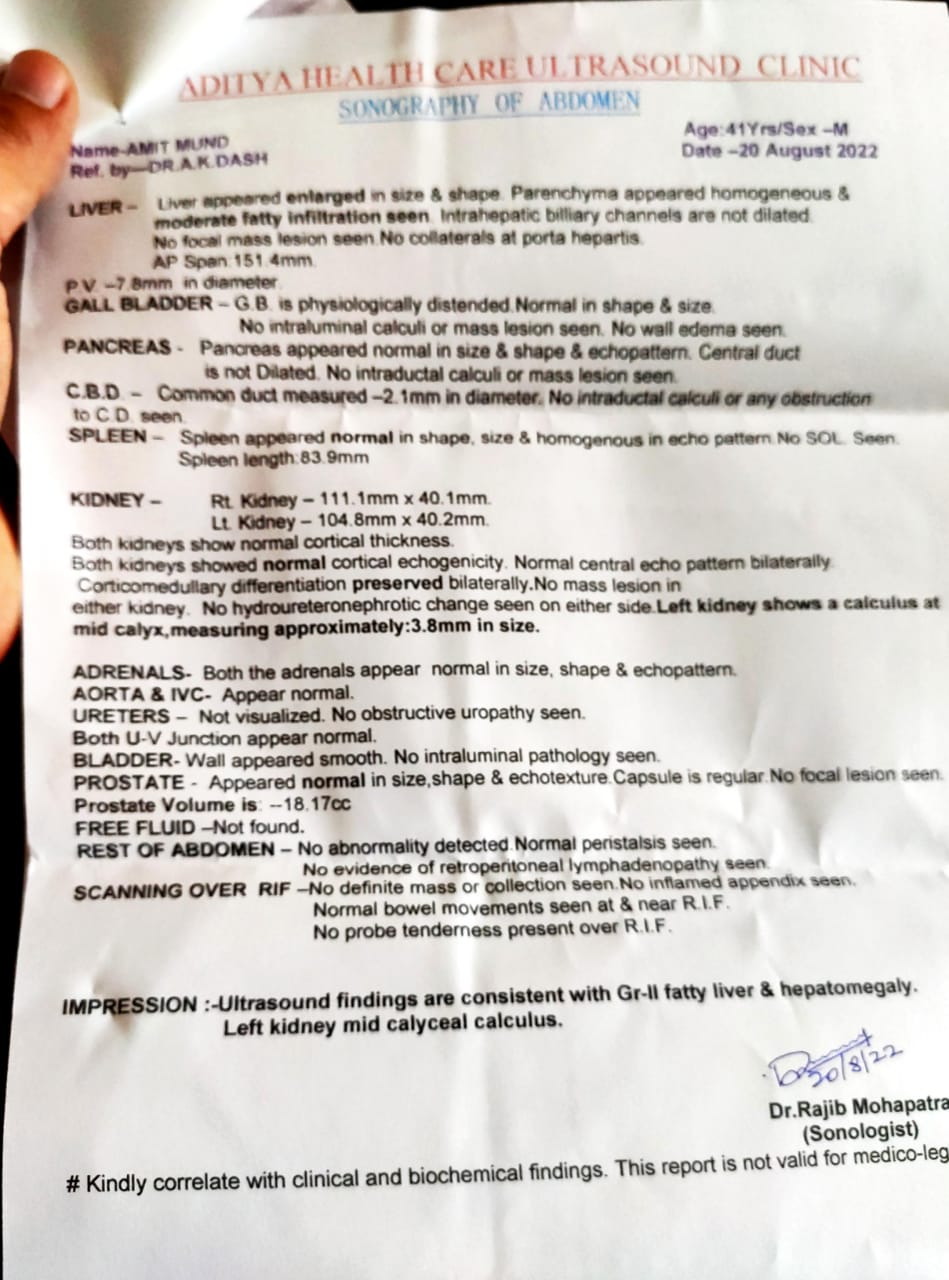 ADITYA HEALTH CARE ULTRASOUND CLINIC
SONOGRAPHY OF ABDOMEN
Name-AMIT MUND
Age:41Yrs/Sex –M
Ref. by—DR.A.K.DASH
Date –20 August 2022
LIVER – Liver appeared enlarged in size & shape. Parenchyma appeared homogeneous &
moderate fatty infiltration seen. Intrahepatic billiary channels are not dilated.
No focal mass lesion seen.No collaterals at porta hepartis.
AP Span:151.4mm.
P.V. –7.8mm in diameter.
GALL BLADDER – G.B. is physiologically distended.Normal in shape & size.
No intraluminal calculi or mass lesion seen. No wall edema seen.
PANCREAS - Pancreas appeared normal in size & shape & echopattern. Central duct
is not Dilated. No intraductal calculi or mass lesion seen.
C.B.D. – Common duct measured –2.1mm in diameter. No intraductal calculi or any obstruction
to C.D. seen.
SPLEEN – Spleen appeared normal in shape, size & homogenous in echo pattern.No SOL. Seen.
Spleen length:83.9mm
KIDNEY – Rt. Kidney – 111.1mm x 40.1mm.
Lt. Kidney – 104.8mm x 40.2mm.
Both kidneys show normal cortical thickness.
Both kidneys showed normal cortical echogenicity. Normal central echo pattern bilaterally.
Corticomedullary differentiation preserved bilaterally.No mass lesion in
either kidney. No hydroureteronephrotic change seen on either side.Left kidney shows a calculus at
mid calyx,measuring approximately:3.8mm in size.
ADRENALS- Both the adrenals appear normal in size, shape & echopattern.
AORTA & IVC- Appear normal.
URETERS – Not visualized. No obstructive uropathy seen.
Both U-V Junction appear normal.
BLADDER- Wall appeared smooth. No intraluminal pathology seen.
PROSTATE - Appeared normal in size,shape & echotexture.Capsule is regular.No focal lesion seen.
Prostate Volume is: --18.17cc
FREE FLUID –Not found.
REST OF ABDOMEN – No abnormality detected.Normal peristalsis seen.
No evidence of retroperitoneal lymphadenopathy seen.
SCANNING OVER RIF –No definite mass or collection seen.No inflamed appendix seen.
Normal bowel movements seen at & near R.I.F.
No probe tenderness present over R.I.F.
IMPRESSION :-Ultrasound findings are consistent with Gr-II fatty liver & hepatomegaly.
Left kidney mid calyceal calculus.
20/8/22
Dr.Rajib Mohapatra
(Sonologist)
# Kindly correlate with clinical and biochemical findings. This report is not valid for medico-leg